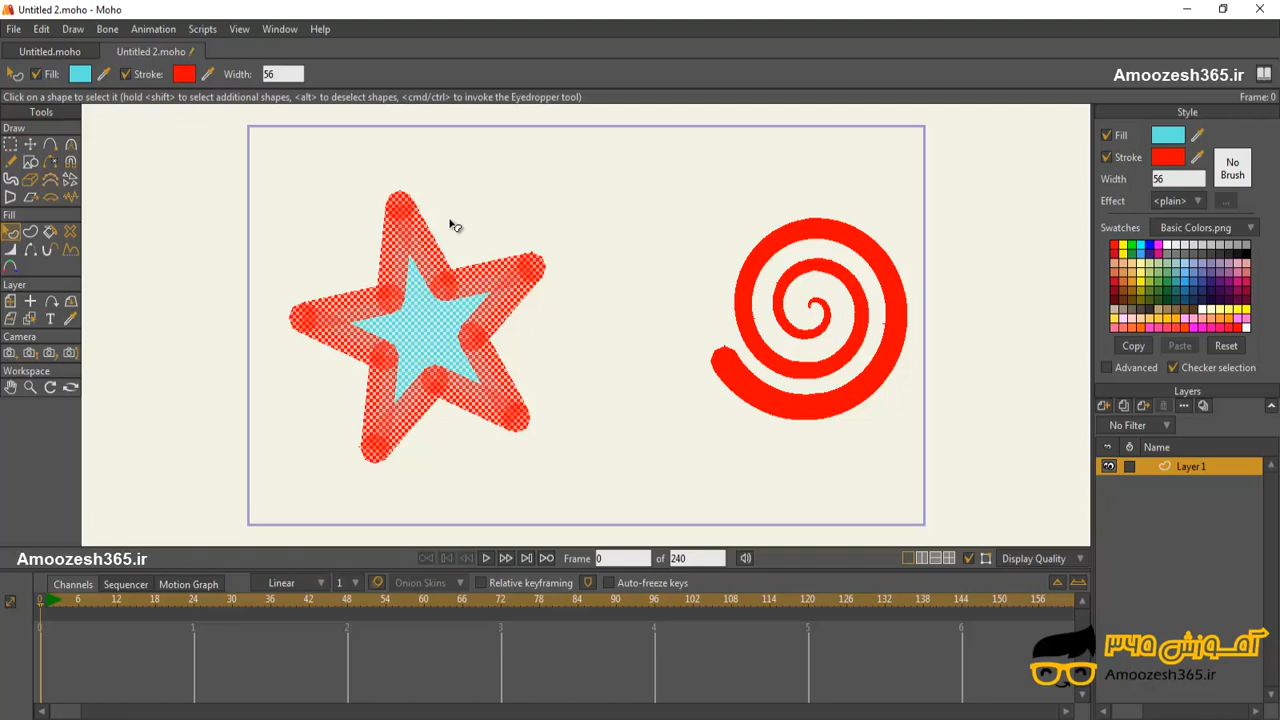 Untitled 2.moho - Moho
File Edit Draw Bone Animation Scripts View Window Help
Untitled.moho Untitled 2.moho
Fill: Stroke: Width: 56
Amoozesh365.ir
Click on a shape to select it (hold <shift> to select additional shapes, <alt> to deselect shapes, <cmd/ctrl> to invoke the Eyedropper tool)
Frame: 0
Tools
Draw
Fill
Layer
Camera
Workspace
Style
Fill
Stroke
No Brush
Width 56
Effect <plain> ...
Swatches Basic Colors.png
Copy Paste Reset
Advanced Checker selection
Layers
No Filter
Name
Layer 1
Amoozesh365.ir
Frame 0 of 240 Display Quality
Channels Sequencer Motion Graph Linear 1 Onion Skins Relative keyframing Auto-freeze keys
0 6 12 18 24 30 36 42 48 54 60 66 72 78 84 90 96 102 108 114 120 126 132 138 144 150 156
0 1 2 3 4 5 6
آموزش ۳۶۵
Amoozesh365.ir